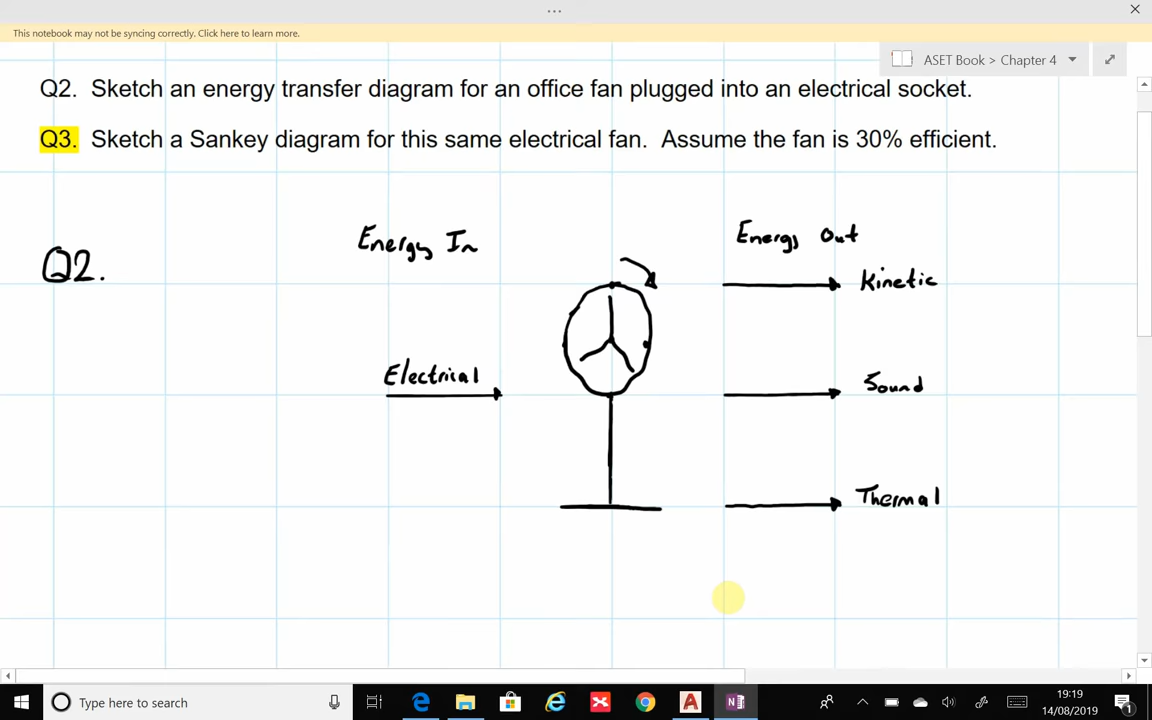 This notebook may not be syncing correctly. Click here to learn more.
ASET Book > Chapter 4
Q2. Sketch an energy transfer diagram for an office fan plugged into an electrical socket.
Q3. Sketch a Sankey diagram for this same electrical fan. Assume the fan is 30% efficient.
Q2.
Energy In
Energy Out
Kinetic
Electrical
Sound
Thermal
Type here to search
19:19
14/08/2019
1